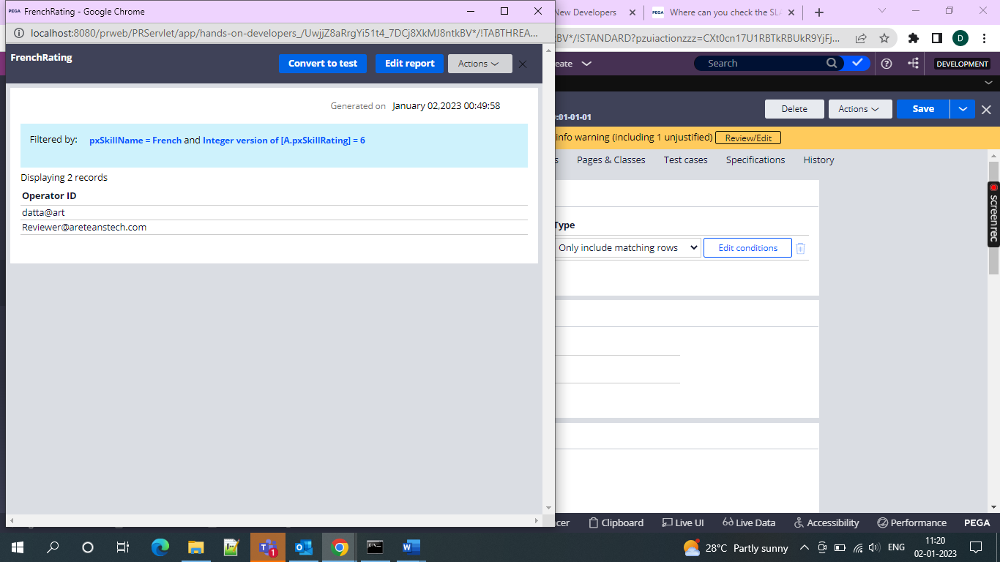 PEGA FrenchRating - Google Chrome
localhost:8080/prweb/PRServlet/app/hands-on-developers_/UwjjZ8aRrgYi51t4_7DCj8XkMJ8ntkBV*/!TABTHREA...
FrenchRating
Convert to test
Edit report
Actions
Generated on January 02,2023 00:49:58
Filtered by: pxSkillName = French and Integer version of [A.pxSkillRating] = 6
Displaying 2 records
Operator ID
datta@art
Reviewer@areteanstech.com
New Developers
PEGA Where can you check the SLA
BV*/!STANDARD?pzuiactionzzz=CXt0cn17U1RBTkRBUkR9YjFj...
D
eate
Search
DEVELOPMENT
:01-01-01
Delete
Actions
Save
info warning (including 1 unjustified) Review/Edit
s Pages & Classes Test cases Specifications History
Type
Only include matching rows
Edit conditions
screenrec
cer Clipboard Live UI Live Data Accessibility Performance PEGA
1
28°C Partly sunny
ENG
11:20
02-01-2023